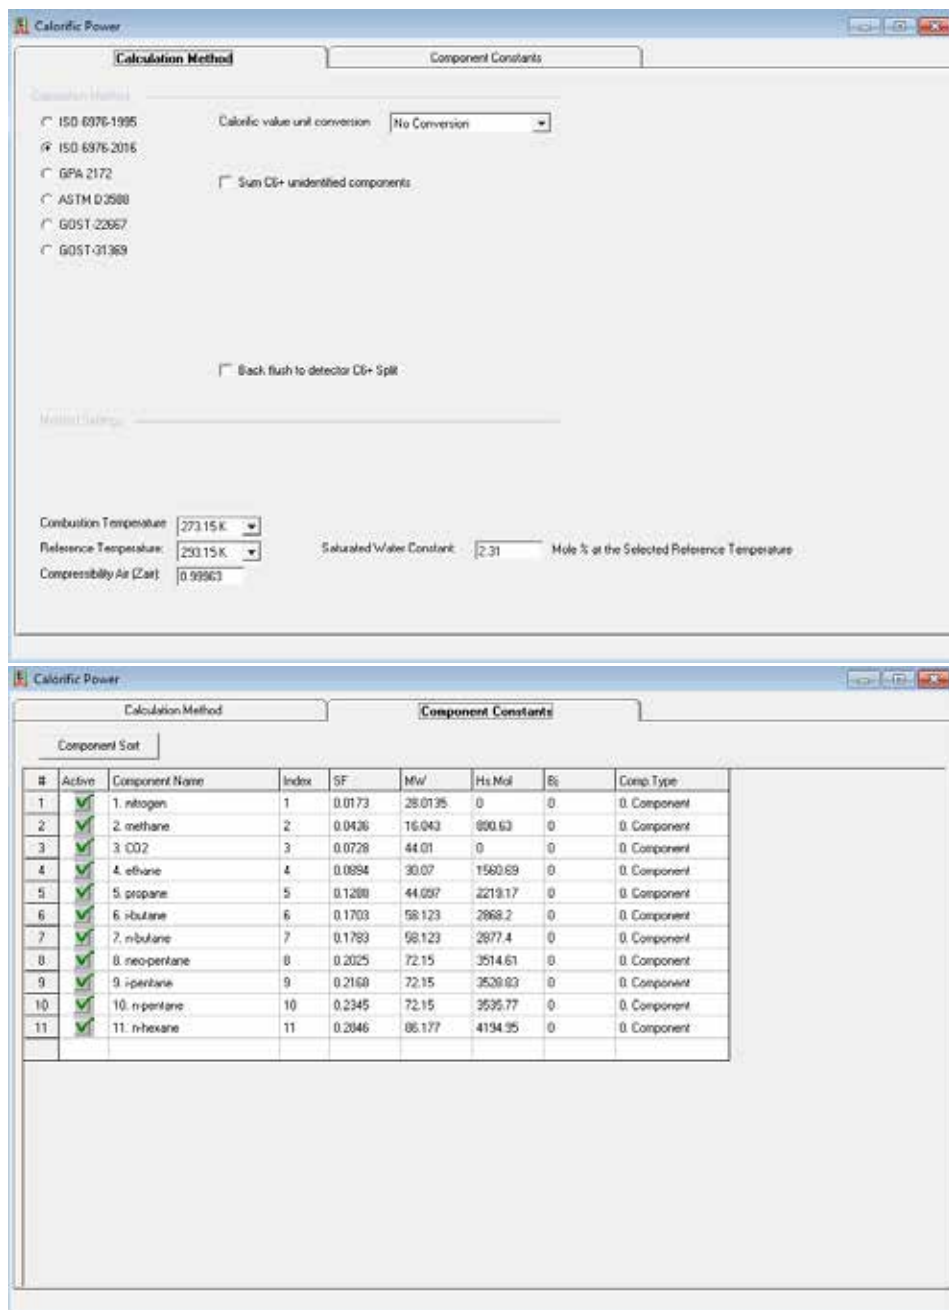 Calorific Power
Calculation Method Component Constants
Calculation Method
ISO 6976-1995 Calorific value unit conversion No Conversion
ISO 6976-2016
GPA 2172 Sum C6+ unidentified components
ASTM D3588
GOST-22667
GOST-31369
Back flush to detector C6+ Split
Method Settings
Combustion Temperature 273.15 K
Reference Temperature: 293.15 K Saturated Water Constant: 2.31 Mole % at the Selected Reference Temperature
Compressibility Air (Zair): 0.99963
Calorific Power
Calculation Method Component Constants
Component Sort
# Active Component Name Index SF MW Hs.Mol Bi Comp.Type
1 1. nitrogen 1 0.0173 28.0135 0 0 0. Component
2 2. methane 2 0.0436 16.043 890.63 0 0. Component
3 3. CO2 3 0.0728 44.01 0 0 0. Component
4 4. ethane 4 0.0894 30.07 1560.69 0 0. Component
5 5. propane 5 0.1288 44.097 2219.17 0 0. Component
6 6. i-butane 6 0.1703 58.123 2868.2 0 0. Component
7 7. n-butane 7 0.1783 58.123 2877.4 0 0. Component
8 8. neo-pentane 8 0.2025 72.15 3514.61 0 0. Component
9 9. i-pentane 9 0.2168 72.15 3528.83 0 0. Component
10 10. n-pentane 10 0.2345 72.15 3535.77 0 0. Component
11 11. n-hexane 11 0.2846 86.177 4194.95 0 0. Component